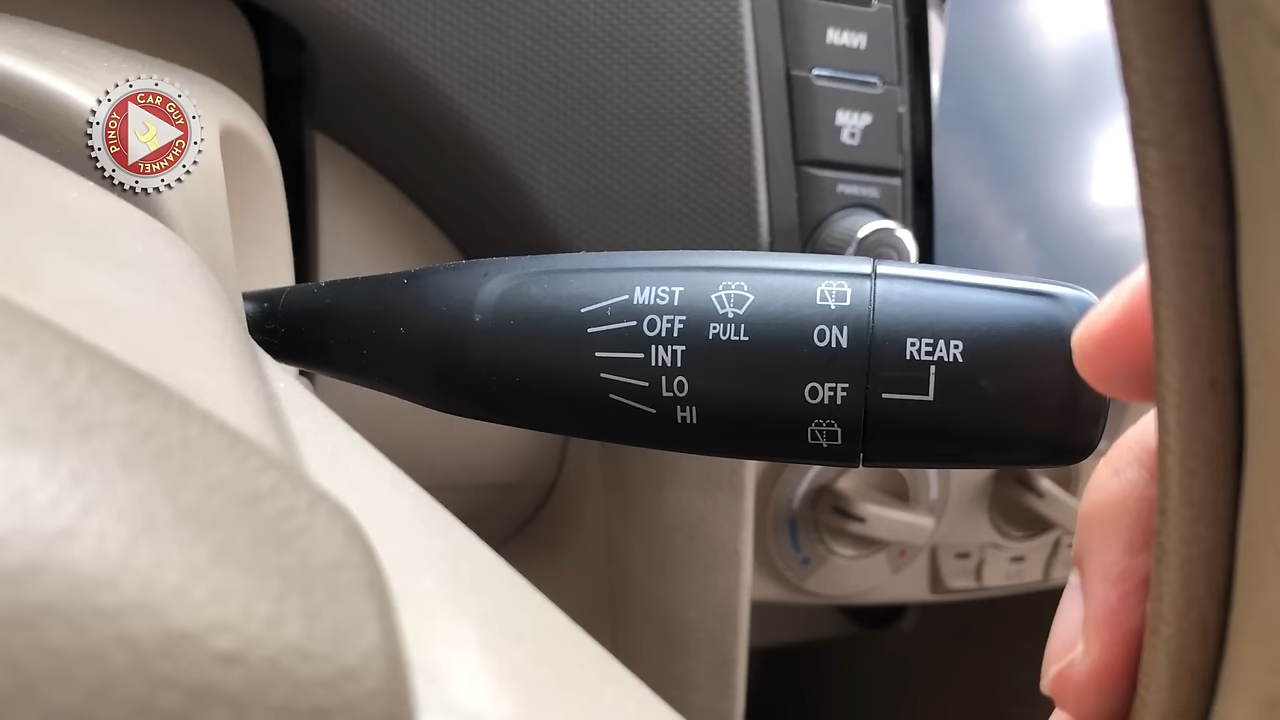 PINOY CAR GUY CHANNEL
NAVI
MAP
MIST
OFF
INT
LO
HI
PULL
ON
OFF
REAR